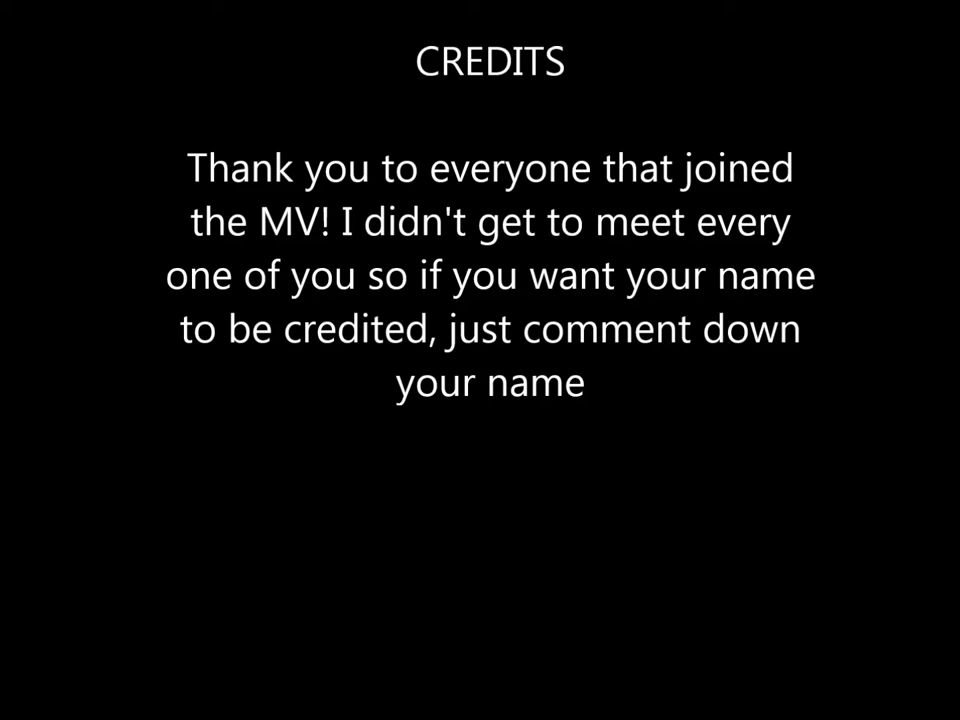 CREDITS
Thank you to everyone that joined
the MV! I didn't get to meet every
one of you so if you want your name
to be credited, just comment down
your name